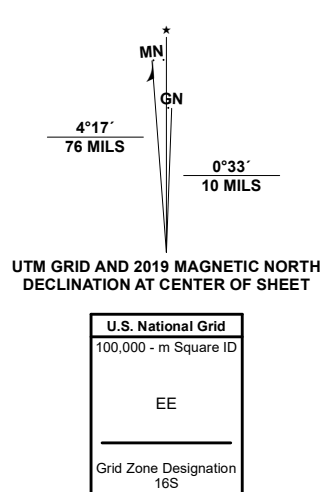 ★
MN
GN
4°17´
76 MILS
0°33´
10 MILS
UTM GRID AND 2019 MAGNETIC NORTH
DECLINATION AT CENTER OF SHEET
U.S. National Grid
100,000 - m Square ID
EE
Grid Zone Designation
16S